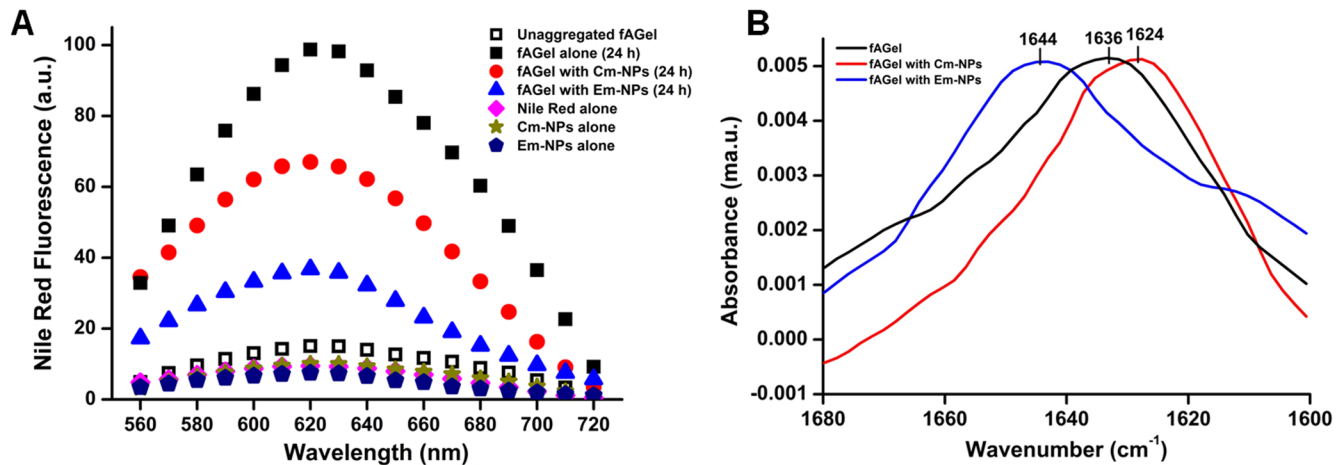 A
Nile Red Fluorescence (a.u.)
100
80
60
40
20
0
560 580 600 620 640 660 680 700 720
Wavelength (nm)
Unaggregated fAGel
fAGel alone (24 h)
fAGel with Cm-NPs (24 h)
fAGel with Em-NPs (24 h)
Nile Red alone
Cm-NPs alone
Em-NPs alone
B
Absorbance (ma.u.)
0.005
0.004
0.003
0.002
0.001
0.000
-0.001
1680 1660 1640 1620 1600
Wavenumber (cm⁻¹)
fAGel
fAGel with Cm-NPs
fAGel with Em-NPs
1644 1636 1624